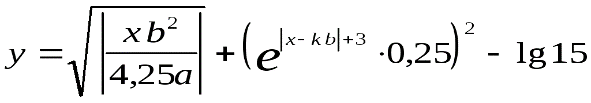 y = √|xb²/4,25a| + (e^|x-kb|+3 ·0,25)² - lg15